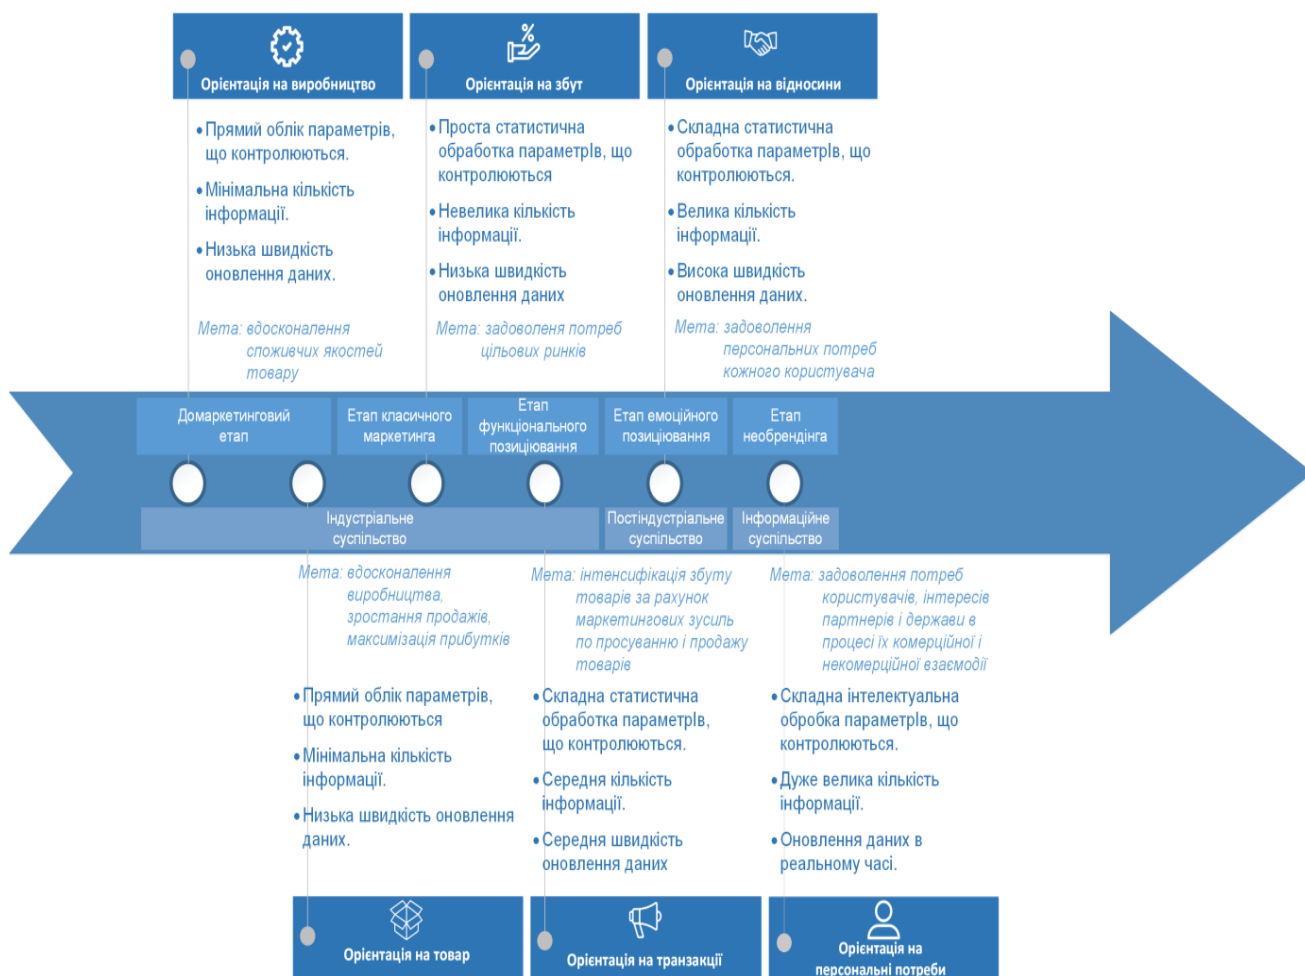 %
Орієнтація на виробництво
Орієнтація на збут
Орієнтація на відносини
• Прямий облік параметрів,
що контролюються.
• Мінімальна кількість
інформації.
• Низька швидкість
оновлення даних.
Мета: вдосконалення
споживчих якостей
товару
• Проста статистична
обработка параметрІв, що
контролюються
• Невелика кількість
інформації.
• Низька швидкість
оновлення даних
Мета: задоволеня потреб
цільових ринків
• Складна статистична
обработка параметрІв, що
контролюються.
• Велика кількість
інформації.
• Висока швидкість
оновлення даних.
Мета: задоволення
персональних потреб
кожного користувача
Домаркетинговий
етап
Етап класичного
маркетинга
Етап
функціонального
позиціювання
Етап емоційного
позиціювання
Етап
необрендінга
Індустріальне
суспільство
Постіндустріальне
суспільство
Інформаційне
суспільство
Мета: вдосконалення
виробництва,
зростання продажів,
максимізація прибутків
• Прямий облік параметрів,
що контролюються
• Мінімальна кількість
інформації.
• Низька швидкість оновлення
даних.
Мета: інтенсифікація збуту
товарів за рахунок
маркетингових зусиль
по просуванню і продажу
товарів
• Складна статистична
обработка параметрІв,
що контролюються.
• Середня кількість
інформації.
• Середня швидкість
оновлення даних
Мета: задоволення потреб
користувачів, інтересів
партнерів і держави в
процесі їх комерційної і
некомерційної взаємодії
• Складна інтелектуальна
обробка параметрІв, що
контролюються.
• Дуже велика кількість
інформації.
• Оновлення даних в
реальному часі.
Орієнтація на товар
Орієнтація на транзакції
Орієнтація на
персональні потреби